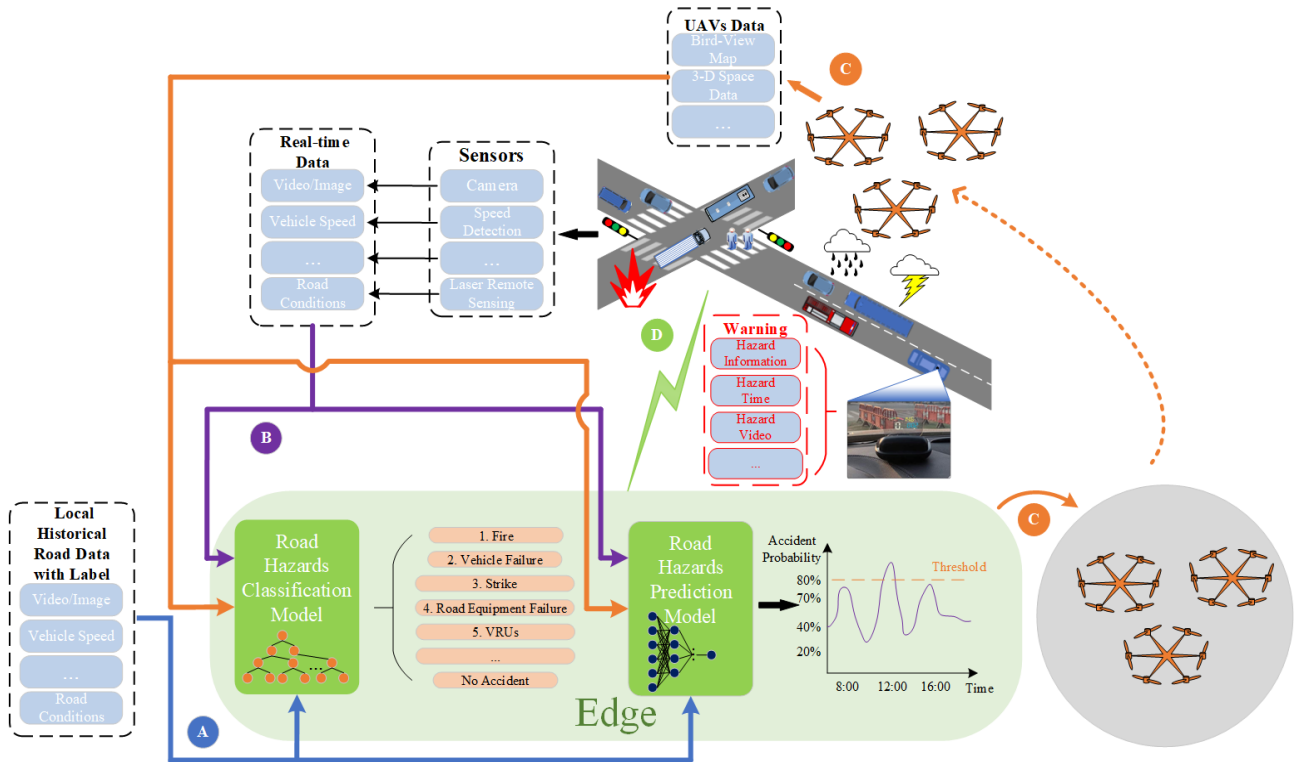 UAVs Data
Bird-View
Map
3-D Space
Data
...
C
Real-time
Data
Video/Image
Vehicle Speed
...
Road
Conditions
Sensors
Camera
Speed
Detection
...
Laser Remote
Sensing
D
Warning
Hazard
Information
Hazard
Time
Hazard
Video
...
B
Local
Historical
Road Data
with Label
Video/Image
Vehicle Speed
...
Road
Conditions
A
Road
Hazards
Classification
Model
...
1. Fire
2. Vehicle Failure
3. Strike
4. Road Equipment Failure
5. VRUs
...
No Accident
Road
Hazards
Prediction
Model
Edge
Accident
Probability
80%
70%
40%
20%
Threshold
8:00
12:00
16:00
Time
C